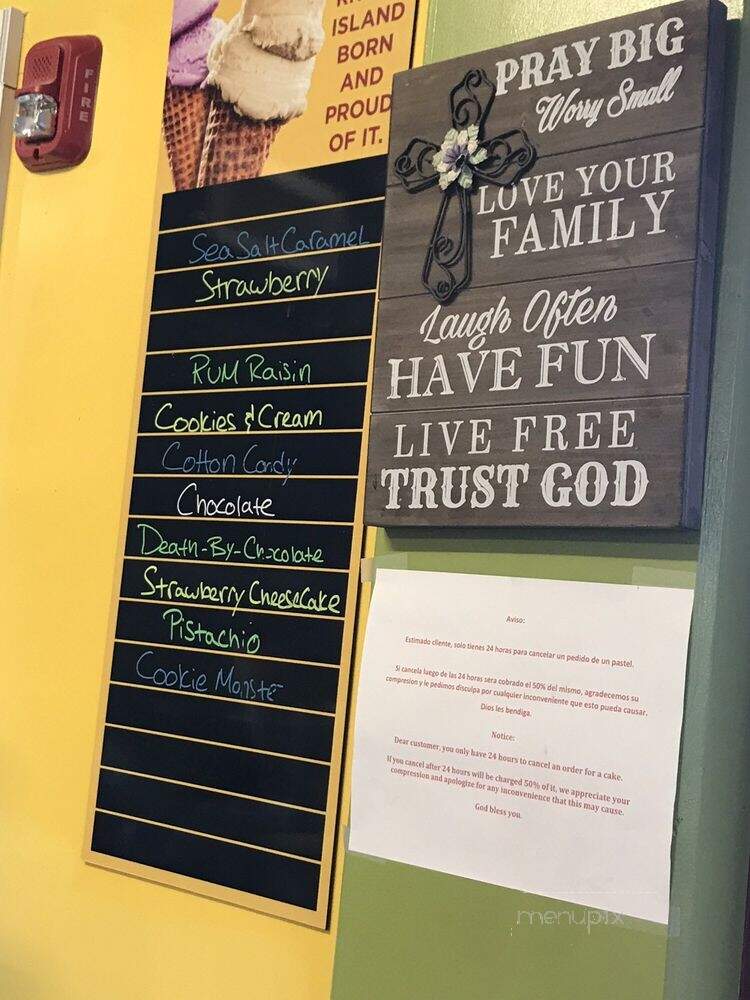 FIRE
ISLAND
BORN
AND
PROUD
OF IT.
Sea Salt Caramel
Strawberry
RUM Raisin
Cookies & Cream
Cotton Candy
Chocolate
Death-By-Chocolate
Strawberry CheeseCake
Pistachio
Cookie Monste
PRAY BIG
Worry Small
LOVE YOUR
FAMILY
Laugh Often
HAVE FUN
LIVE FREE
TRUST GOD
Aviso:
Estimado cliente, solo tienes 24 horas para cancelar un pedido de un pastel.
Si cancela luego de las 24 horas sera cobrado el 50% del mismo, agradecemos su
compresion y le pedimos disculpa por cualquier inconveniente que esto pueda causar.
Dios les bendiga.
Notice:
Dear customer, you only have 24 hours to cancel an order for a cake.
If you cancel after 24 hours will be charged 50% of it, we appreciate your
compression and apologize for any inconvenience that this may cause.
God bless you.
menupix